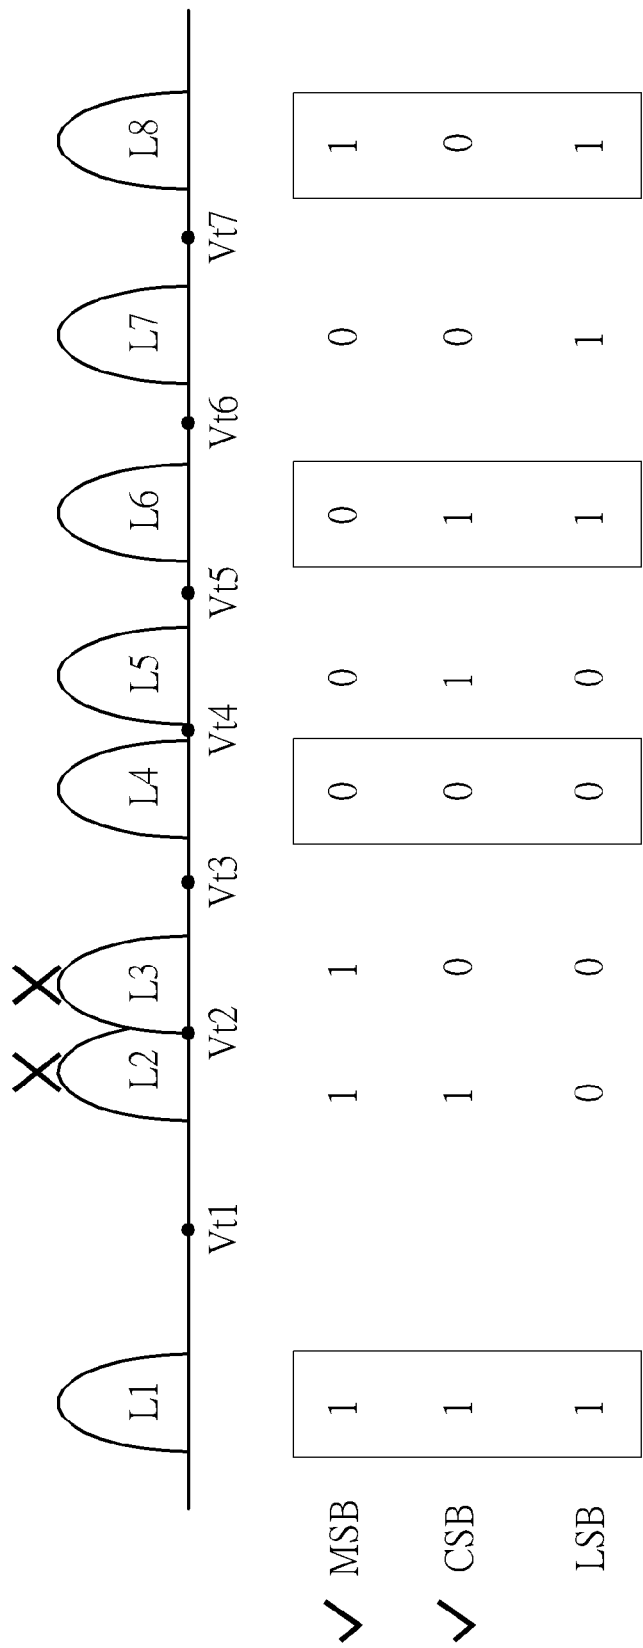 L1 L2 L3 L4 L5 L6 L7 L8
Vt1 Vt2 Vt3 Vt4 Vt5 Vt6 Vt7
MSB 1 1 1 0 0 0 0 1
CSB 1 1 0 0 1 1 0 0
LSB 1 0 0 0 0 1 1 1